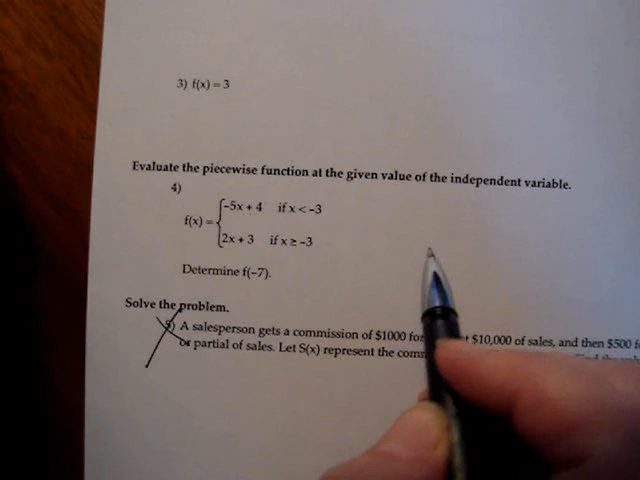 3) f(x) = 3
Evaluate the piecewise function at the given value of the independent variable.
4)
-5x + 4 if x < -3
f(x) =
2x + 3 if x ≥ -3
Determine f(-7).
Solve the problem.
5) A salesperson gets a commission of $1000 for $10,000 of sales, and then $500
or partial of sales. Let S(x) represent the